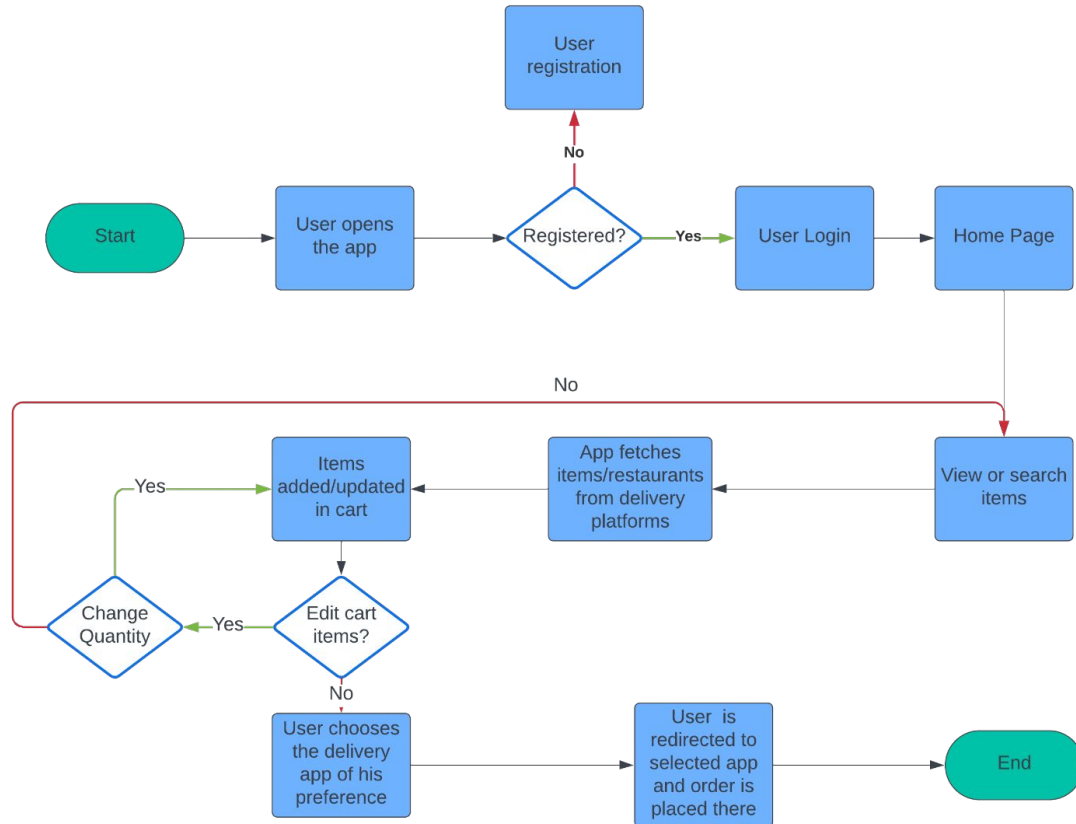 User
registration
No
Start
User opens
the app
Registered?
Yes
User Login
Home Page
No
Items
added/updated
in cart
App fetches
items/restaurants
from delivery
platforms
View or search
items
Yes
Change
Quantity
Yes
Edit cart
items?
No
User chooses
the delivery
app of his
preference
User is
redirected to
selected app
and order is
placed there
End